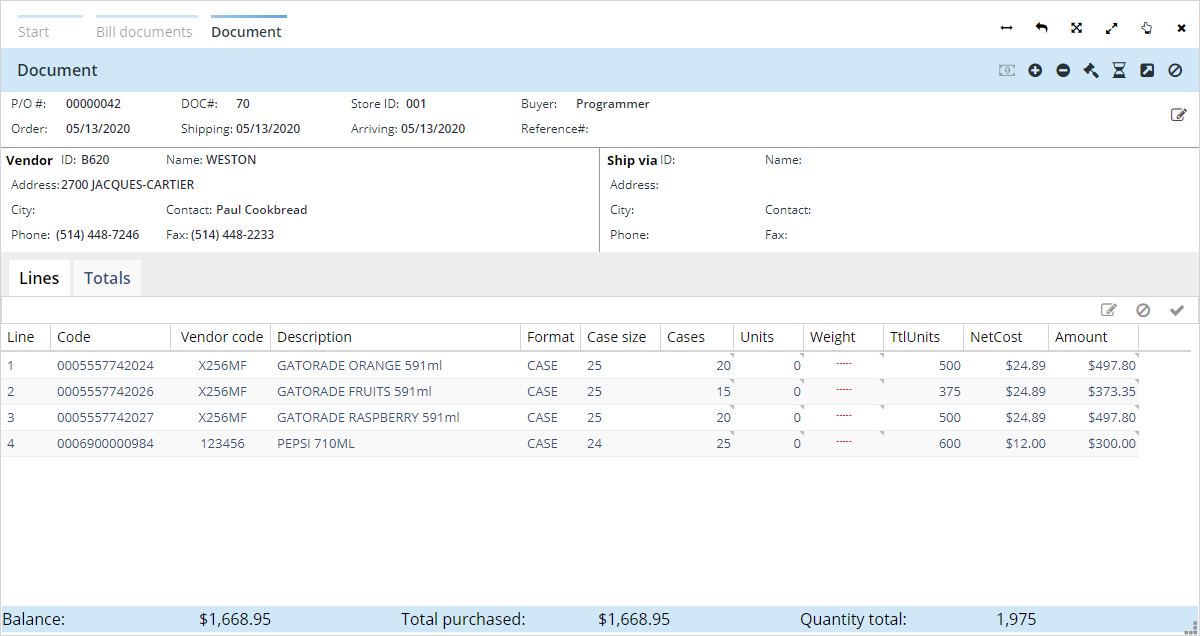 Start Bill documents Document
Document
P/O #: 00000042 DOC#: 70 Store ID: 001 Buyer: Programmer
Order: 05/13/2020 Shipping: 05/13/2020 Arriving: 05/13/2020 Reference#:
Vendor ID: B620 Name: WESTON Ship via ID: Name:
Address: 2700 JACQUES-CARTIER Address:
City: Contact: Paul Cookbread City: Contact:
Phone: (514) 448-7246 Fax: (514) 448-2233 Phone: Fax:
Lines Totals
Line Code Vendor code Description Format Case size Cases Units Weight TtlUnits NetCost Amount
1 0005557742024 X256MF GATORADE ORANGE 591ml CASE 25 20 0 ----- 500 $24.89 $497.80
2 0005557742026 X256MF GATORADE FRUITS 591ml CASE 25 15 0 ----- 375 $24.89 $373.35
3 0005557742027 X256MF GATORADE RASPBERRY 591ml CASE 25 20 0 ----- 500 $24.89 $497.80
4 0006900000984 123456 PEPSI 710ML CASE 24 25 0 ----- 600 $12.00 $300.00
Balance: $1,668.95 Total purchased: $1,668.95 Quantity total: 1,975